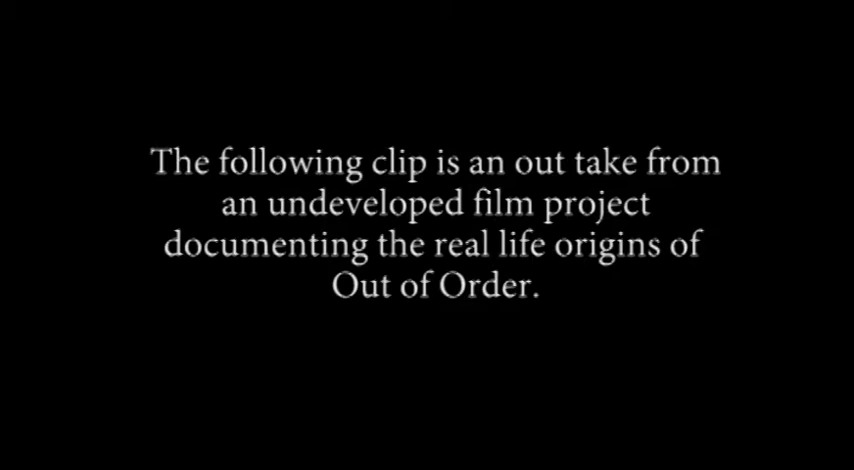 The following clip is an out take from
an undeveloped film project
documenting the real life origins of
Out of Order.